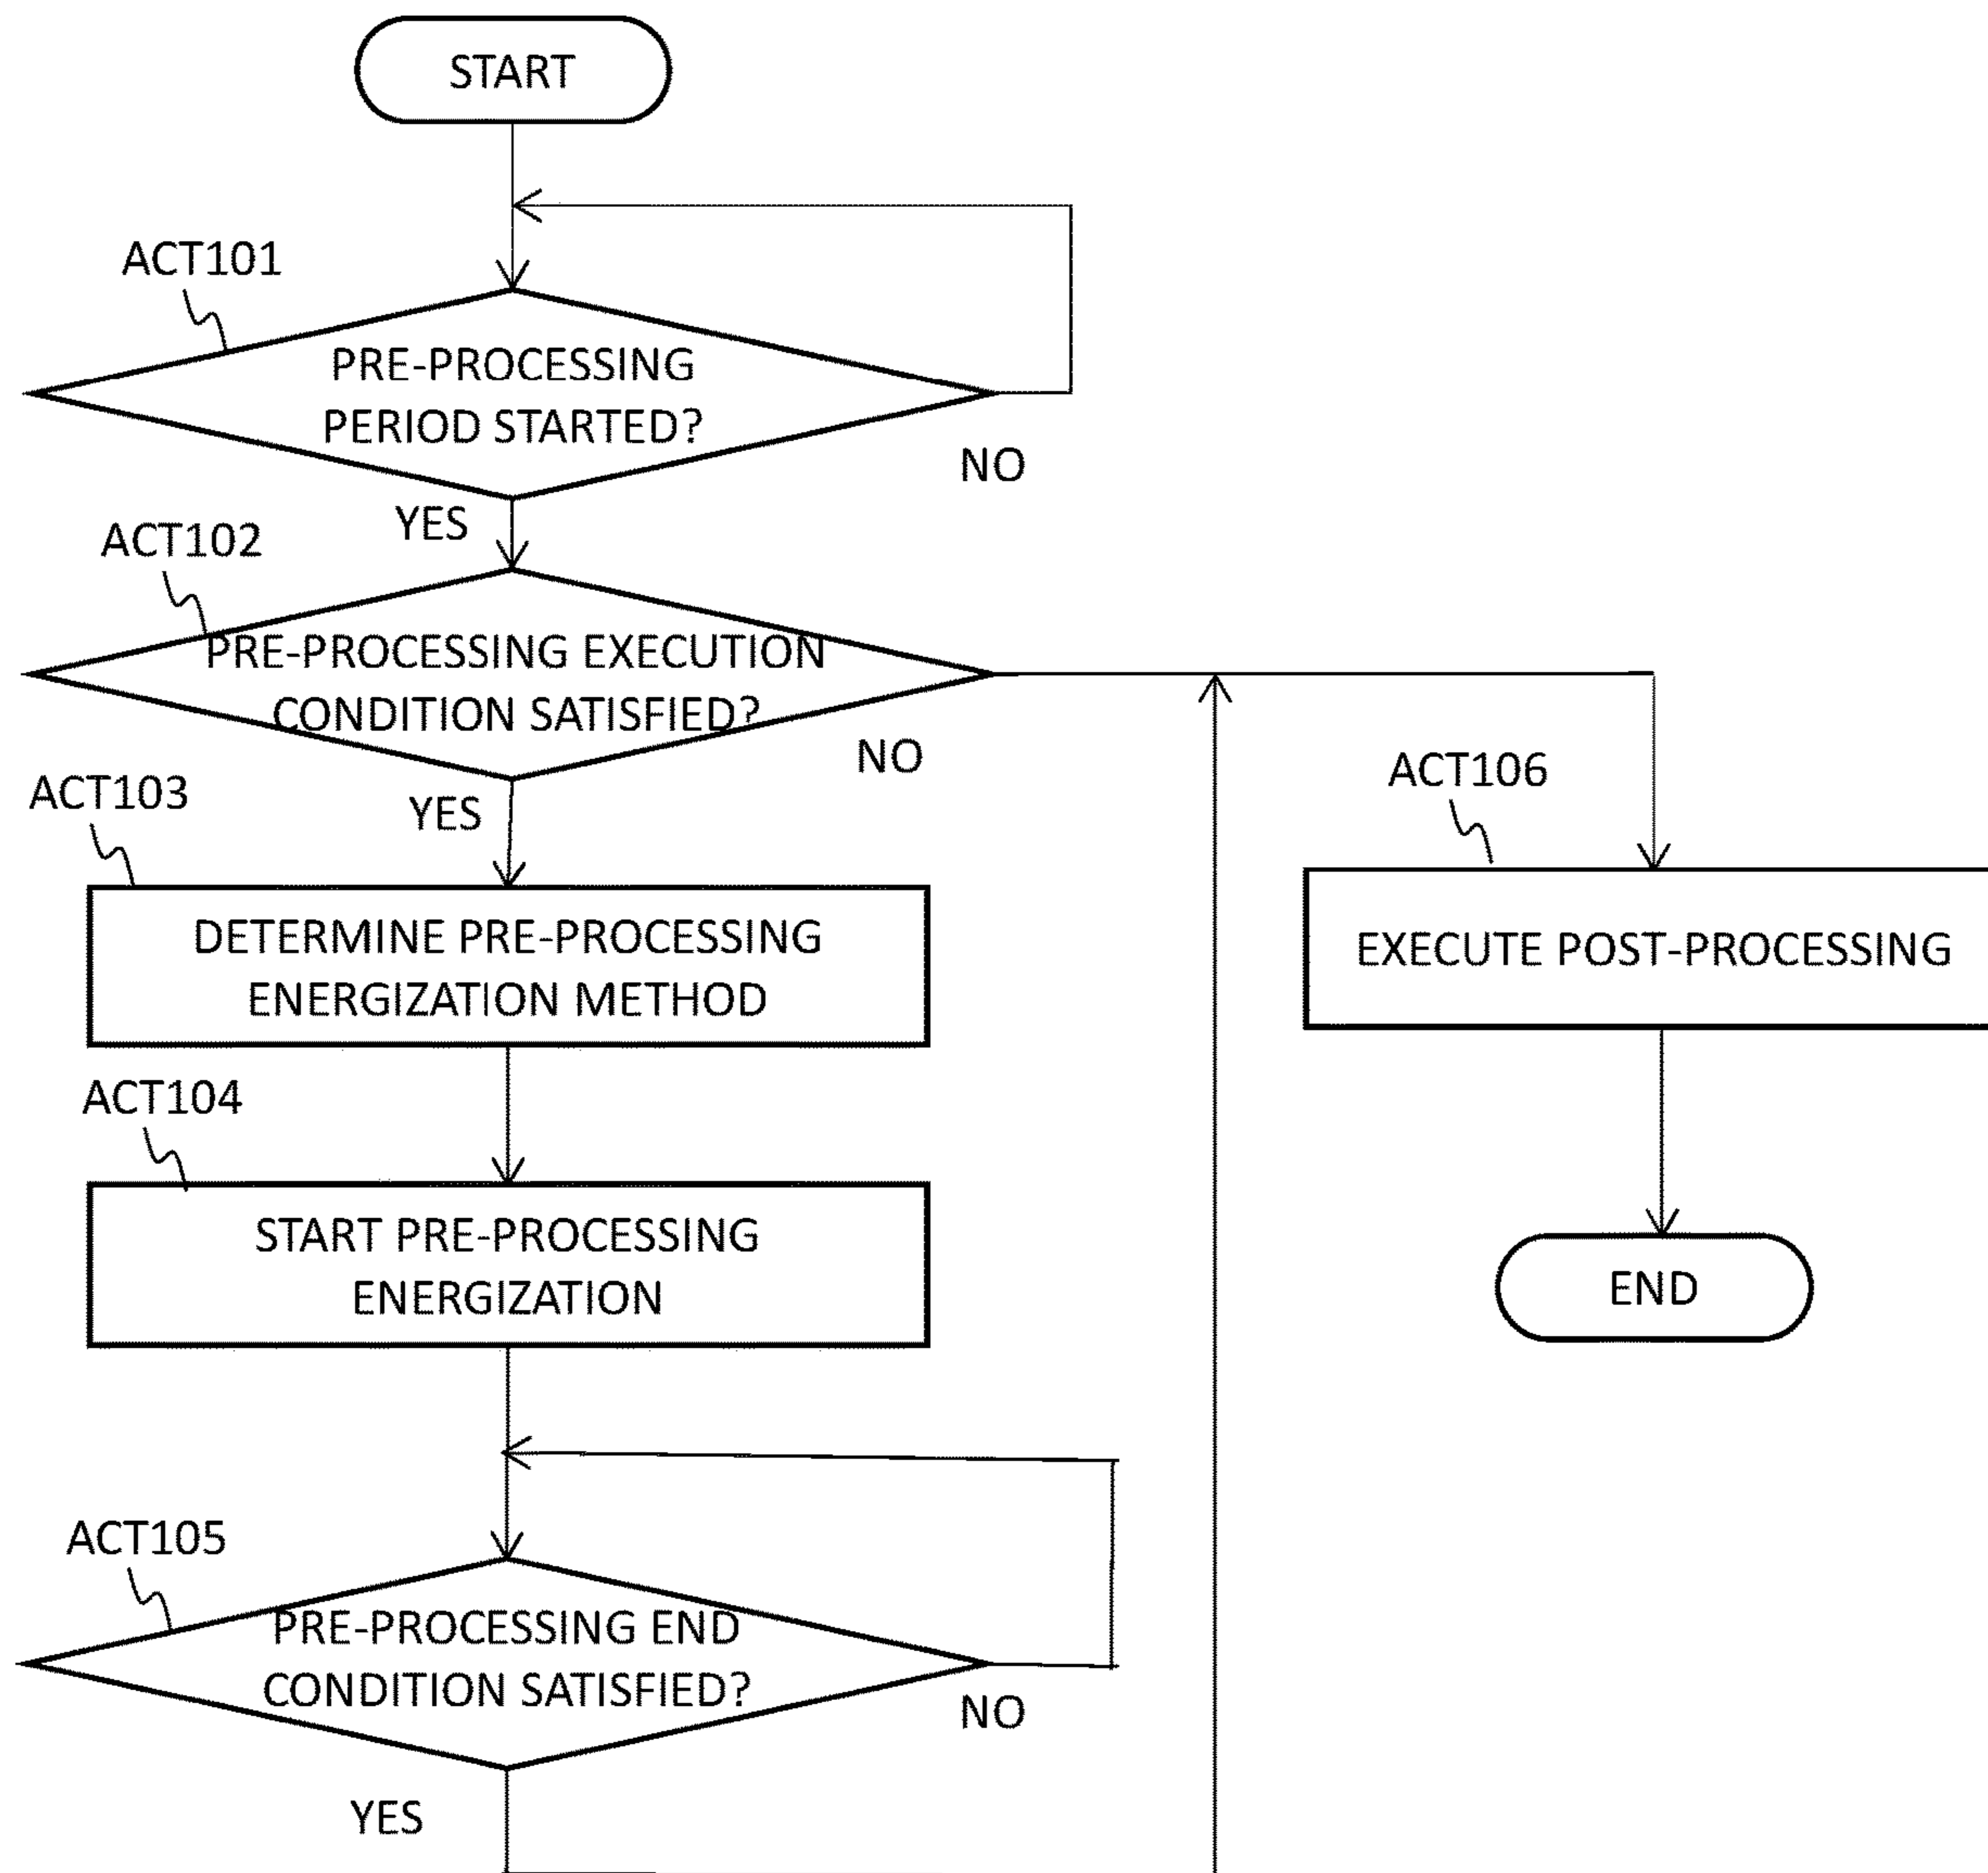 START
ACT101
PRE-PROCESSING
PERIOD STARTED?
NO
YES
ACT102
PRE-PROCESSING EXECUTION
CONDITION SATISFIED?
NO
YES
ACT103
DETERMINE PRE-PROCESSING
ENERGIZATION METHOD
ACT104
START PRE-PROCESSING
ENERGIZATION
ACT105
PRE-PROCESSING END
CONDITION SATISFIED?
NO
YES
ACT106
EXECUTE POST-PROCESSING
END